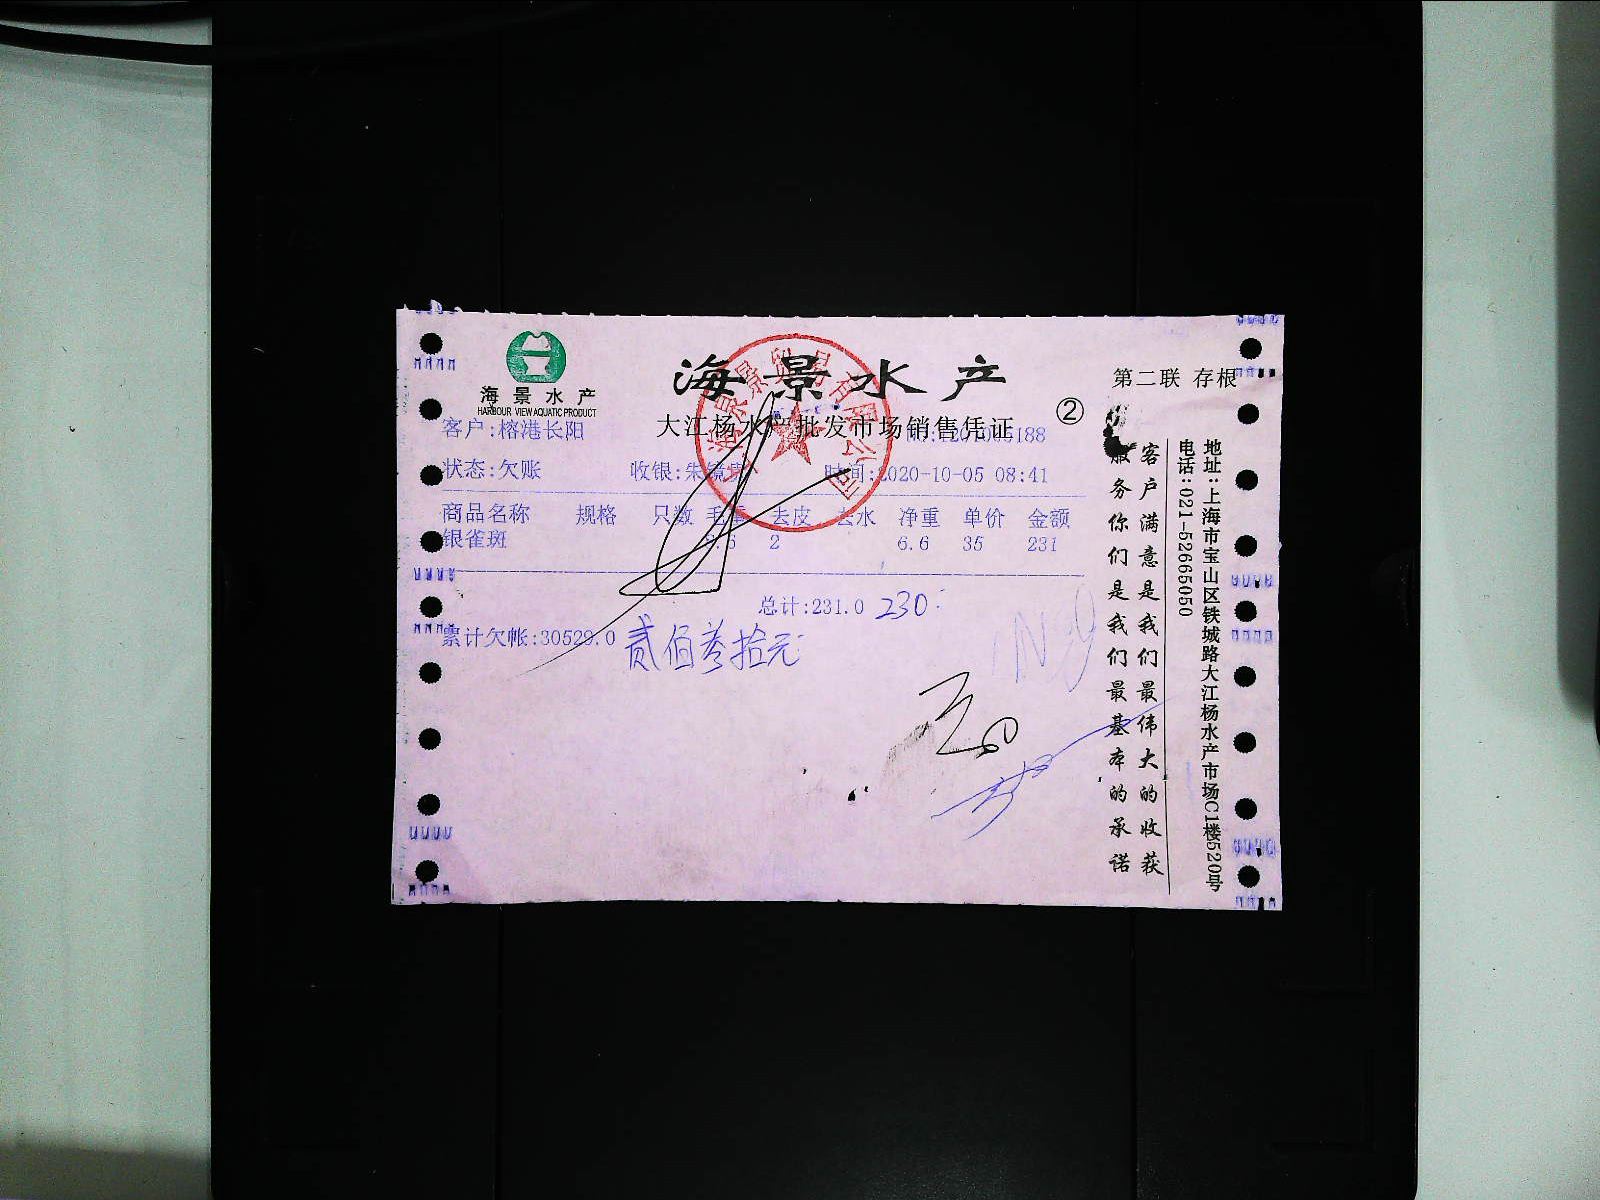 海景水产
HARBOUR VIEW AQUATIC PRODUCT
海景水产
第二联 存根
大江杨水产批发市场销售凭证
②
客户:榕港长阳
状态:欠账 收银:朱镜 时间:2020-10-05 08:41
商品名称 规格 只数 毛重 去皮 去水 净重 单价 金额
银雀斑 8.6 2 6.6 35 231
总计:231.0 230
累计欠帐:30529.0 贰佰叁拾元
客户满意是我们最伟大的收获
服务你们是我们最基本的承诺
地址:上海市宝山区铁城路大江杨水产市场C1楼520号
电话:021-52665050